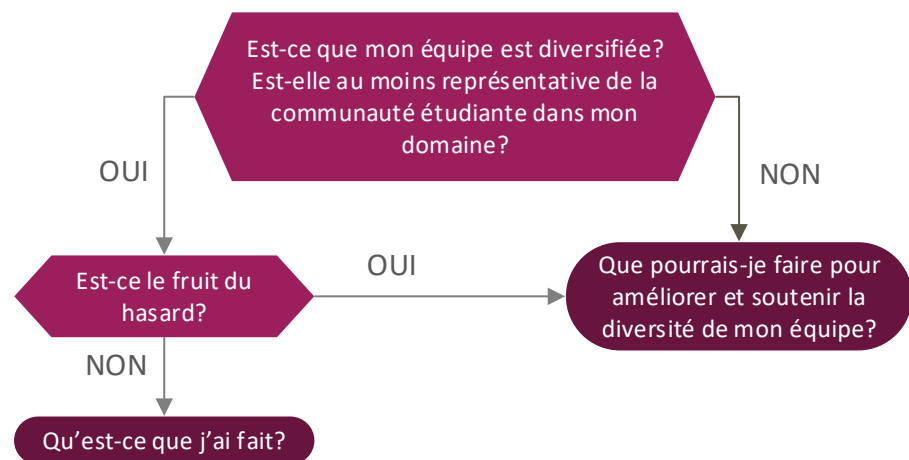 Est-ce que mon équipe est diversifiée?
Est-elle au moins représentative de la
communauté étudiante dans mon
domaine?
OUI
NON
Est-ce le fruit du
hasard?
OUI
Que pourrais-je faire pour
améliorer et soutenir la
diversité de mon équipe?
NON
Qu’est-ce que j’ai fait?